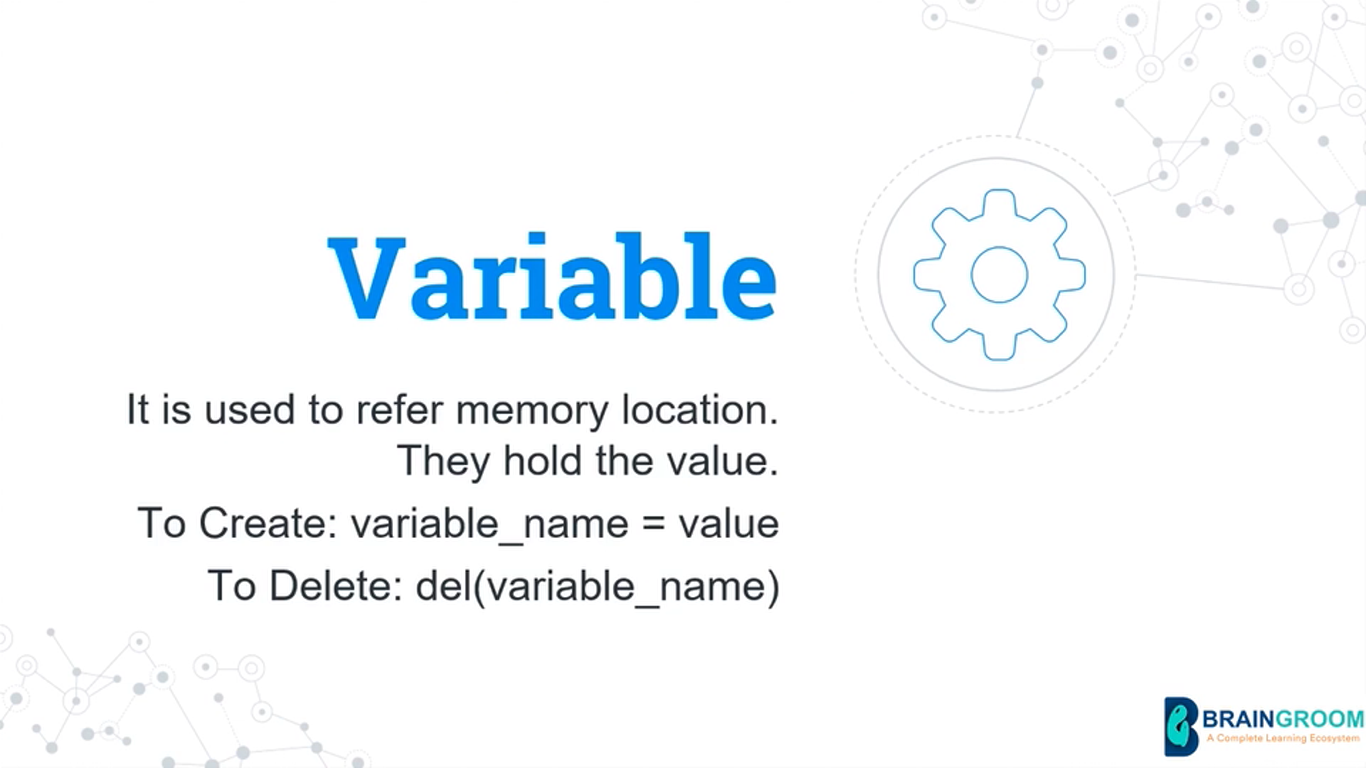 Variable
It is used to refer memory location.
They hold the value.
To Create: variable_name = value
To Delete: del(variable_name)
BRAINGROOM
A Complete Learning Ecosystem